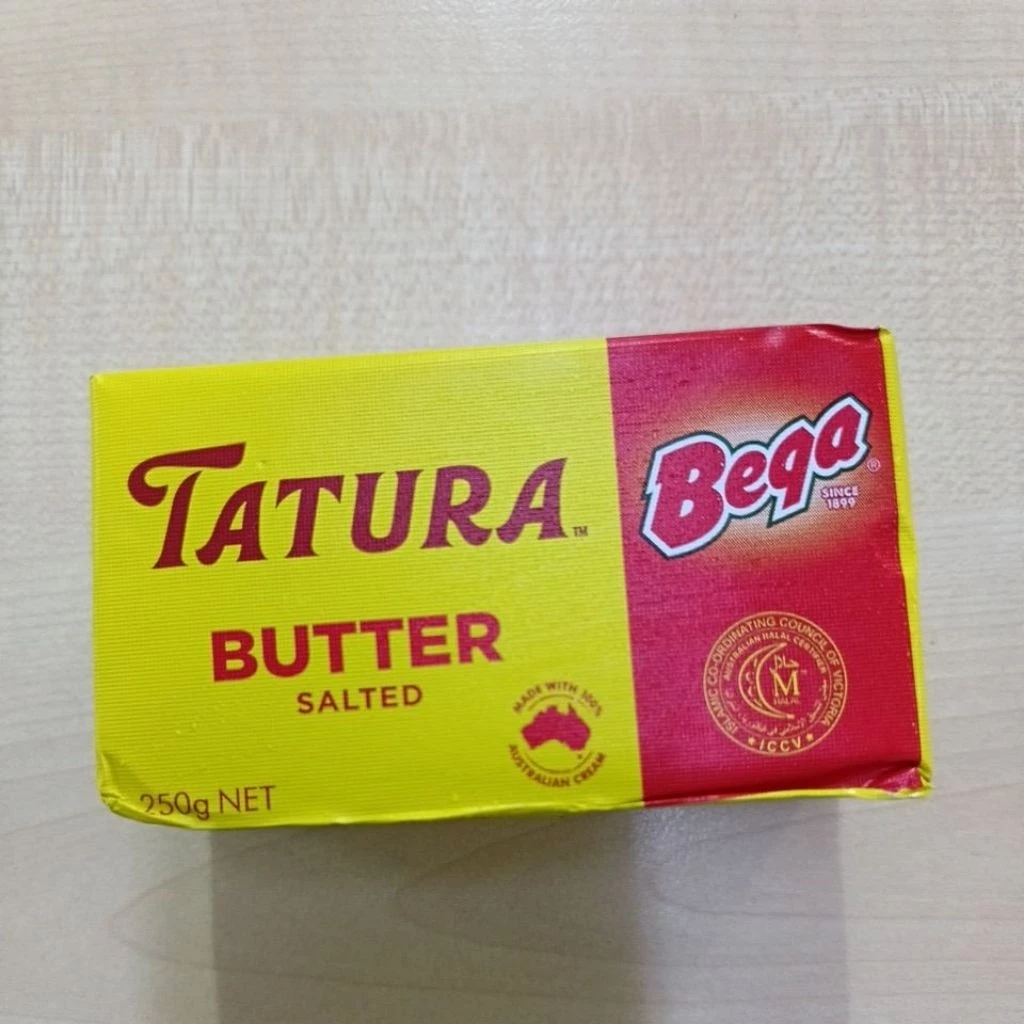 TATURA™
BUTTER
SALTED
MADE WITH 100%
AUSTRALIAN CREAM
250g NET
Bega®
SINCE
1899
ISLAMIC CO-ORDINATING COUNCIL OF VICTORIA
AUSTRALIAN HALAL CERTIFIER
حلال
M
HALAL
★ICCV★